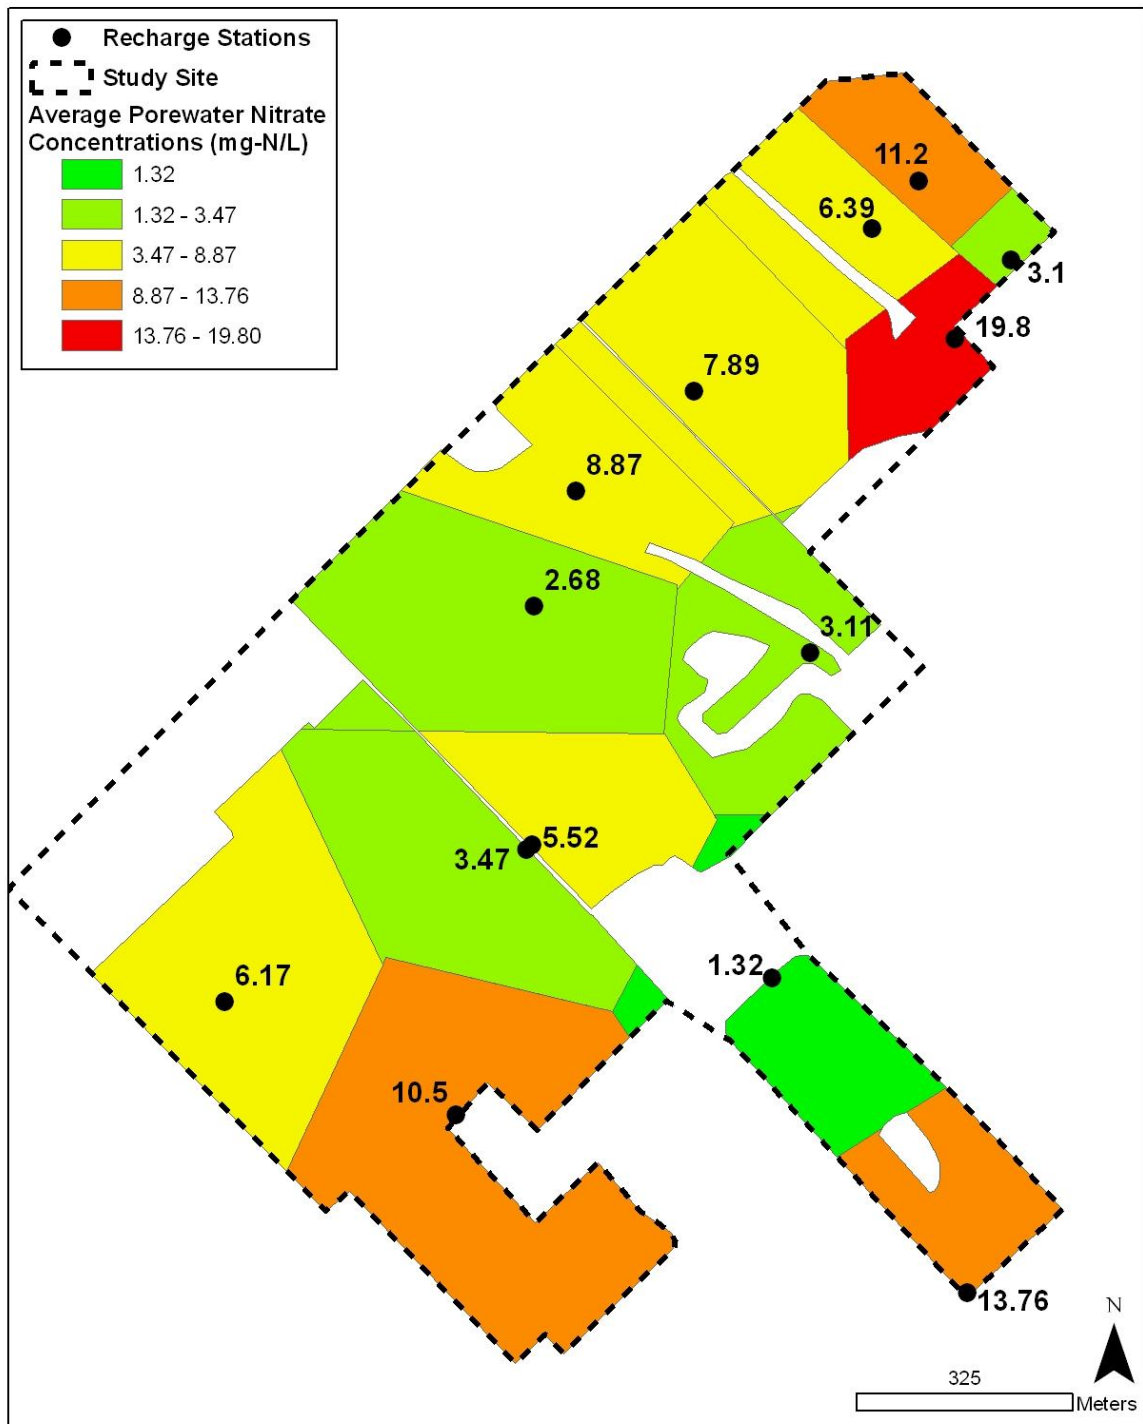 Recharge Stations
Study Site
Average Porewater Nitrate
Concentrations (mg-N/L)
1.32
1.32 - 3.47
3.47 - 8.87
8.87 - 13.76
13.76 - 19.80
11.2
6.39
3.1
19.8
7.89
8.87
2.68
3.11
5.52
3.47
1.32
6.17
10.5
13.76
N
325
Meters